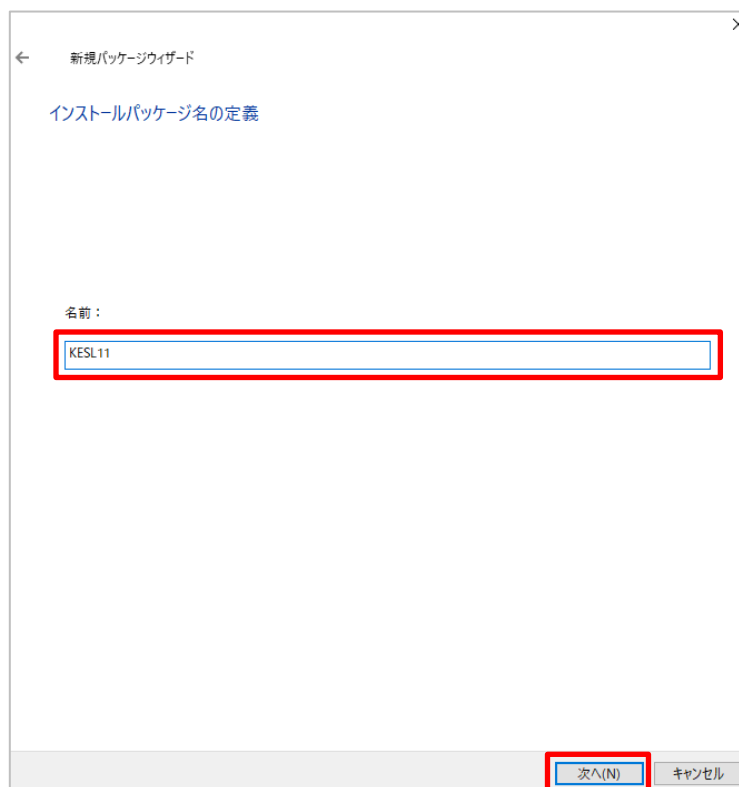 新規パッケージウィザード
インストールパッケージ名の定義
名前：
KESL11
次へ(N)
キャンセル